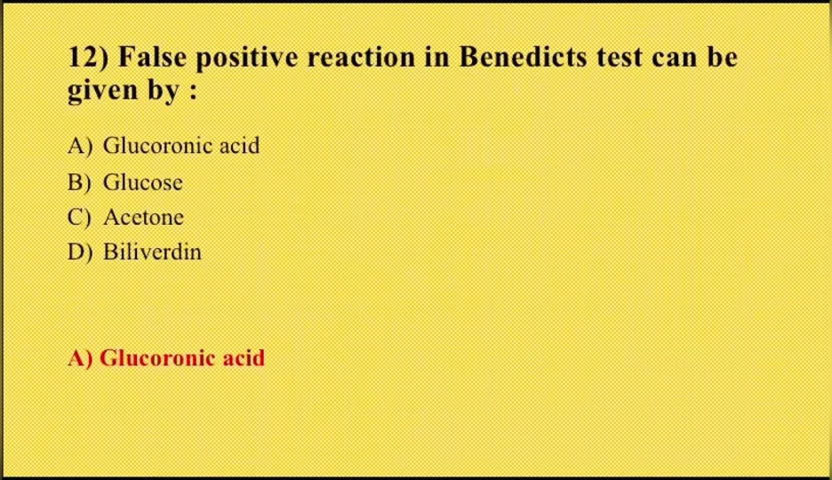 12) False positive reaction in Benedicts test can be
given by :
A) Glucoronic acid
B) Glucose
C) Acetone
D) Biliverdin
A) Glucoronic acid